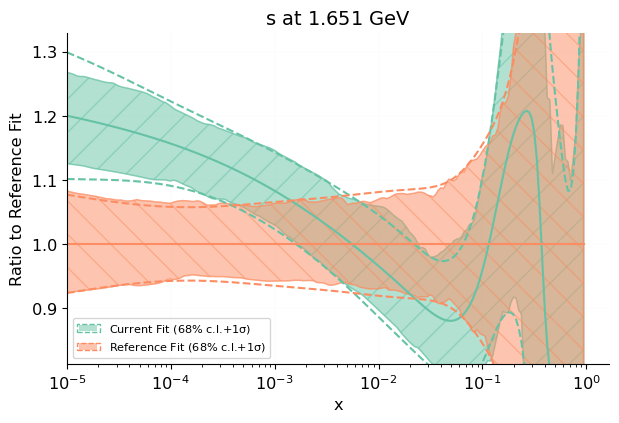 s at 1.651 GeV
Ratio to Reference Fit
1.3
1.2
1.1
1.0
0.9
Current Fit (68% c.l.+1σ)
Reference Fit (68% c.l.+1σ)
10⁻⁵ 10⁻⁴ 10⁻³ 10⁻² 10⁻¹ 10⁰
x